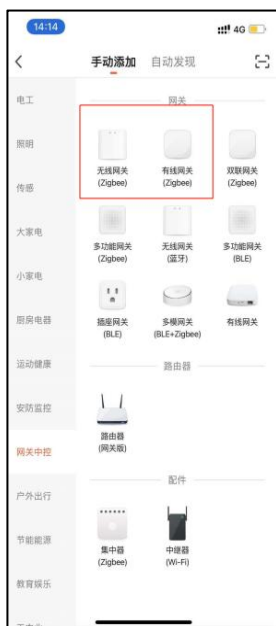 14:14
4G
手动添加 自动发现
电工
照明
传感
大家电
小家电
厨房电器
运动健康
安防监控
网关中控
户外出行
节能能源
教育娱乐
网关
无线网关
(Zigbee)
有线网关
(Zigbee)
双联网关
(Zigbee)
多功能网关
(Zigbee)
无线网关
(蓝牙)
多功能网关
(BLE)
插座网关
(BLE)
多模网关
(BLE+Zigbee)
有线网关
路由器
路由器
(网关版)
配件
集中器
(Zigbee)
中继器
(Wi-Fi)